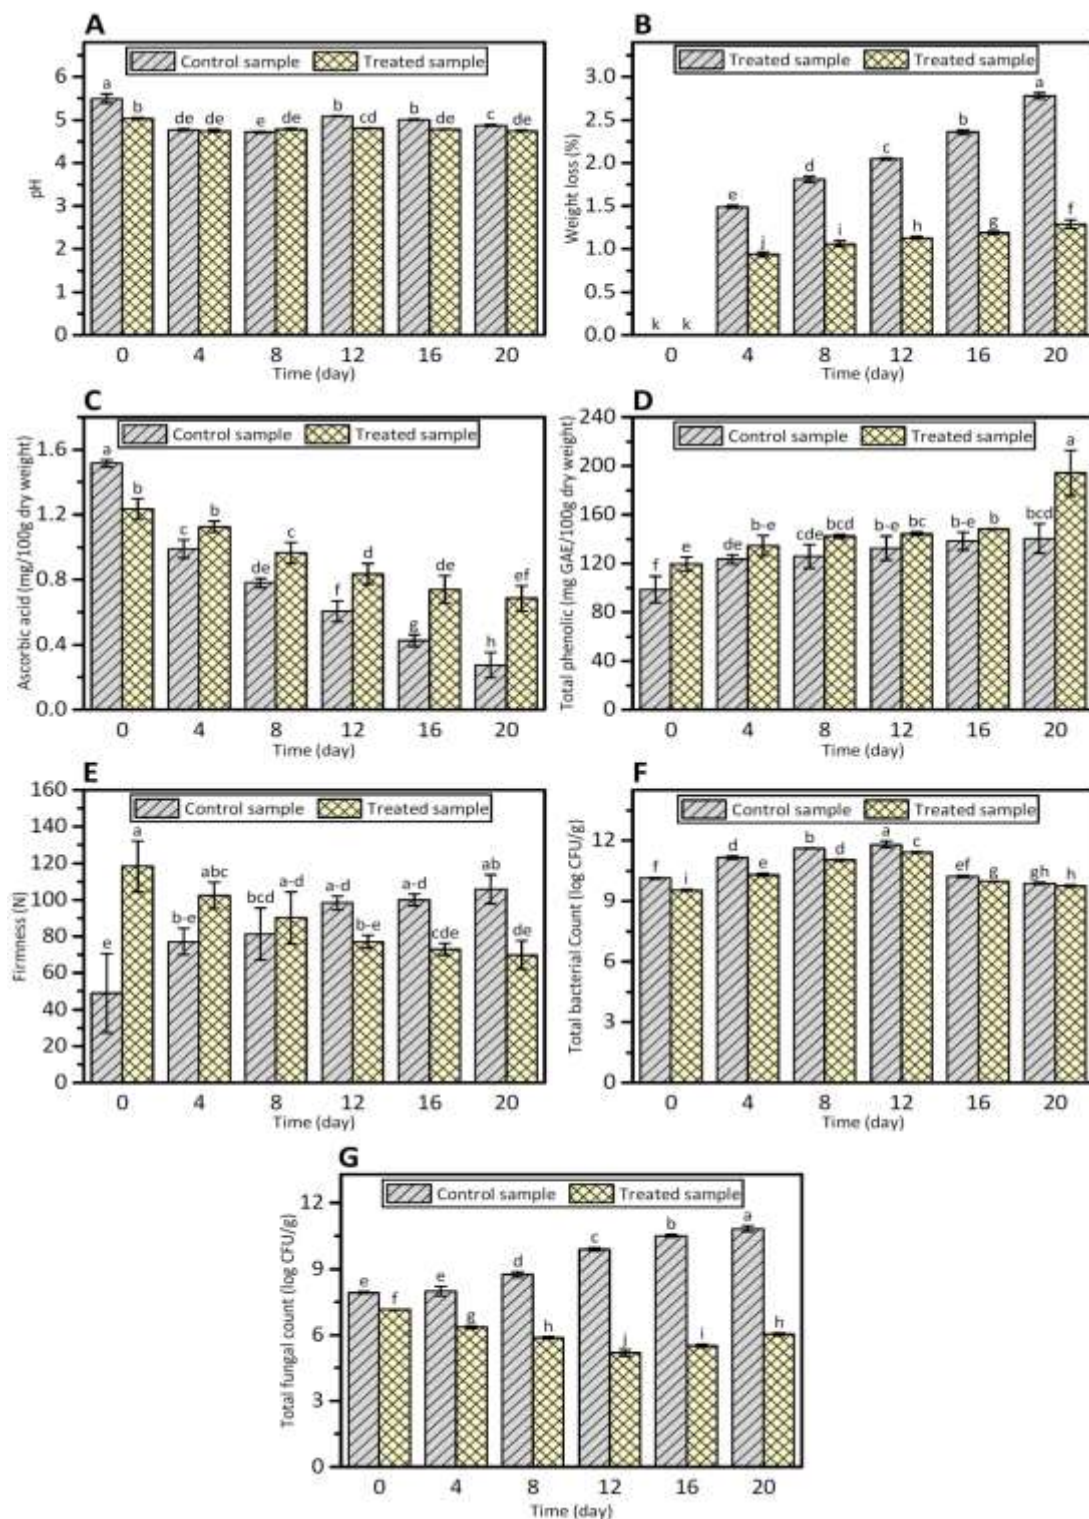 A
Control sample Treated sample
6
5
4
3
2
1
0
pH
a b de de e de b cd b de c de
0 4 8 12 16 20
Time (day)
B
Treated sample Treated sample
3.0
2.5
2.0
1.5
1.0
0.5
0.0
Weight loss (%)
k k e j d i c h b g a f
0 4 8 12 16 20
Time (day)
C
Control sample Treated sample
1.6
1.2
0.8
0.4
0.0
Ascorbic acid (mg/100g dry weight)
a b c b de c f d g de h ef
0 4 8 12 16 20
Time (day)
D
Control sample Treated sample
240
200
160
120
80
40
0
Total phenolic (mg GAE/100g dry weight)
f e de b-e cde bcd b-e bc b-e b bcd a
0 4 8 12 16 20
Time (day)
E
Control sample Treated sample
160
140
120
100
80
60
40
20
0
Firmness (N)
e a b-e abc bcd a-d a-d b-e a-d cde ab de
0 4 8 12 16 20
Time (day)
F
Control sample Treated sample
12
9
6
3
0
Total bacterial Count (log CFU/g)
f i d e b d a c ef g gh h
0 4 8 12 16 20
Time (day)
G
Control sample Treated sample
12
9
6
3
0
Total fungal count (log CFU/g)
e f e g d h c j b i a h
0 4 8 12 16 20
Time (day)